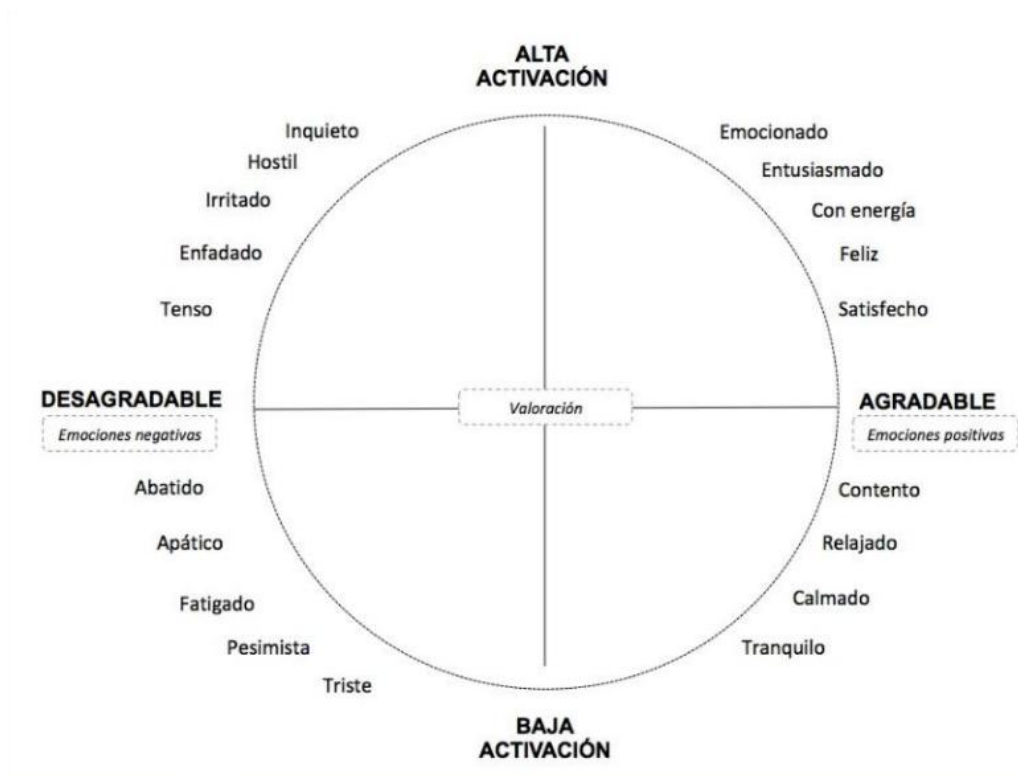 ALTA
ACTIVACIÓN
Inquieto
Emocionado
Hostil
Entusiasmado
Irritado
Con energía
Enfadado
Feliz
Tenso
Satisfecho
DESAGRADABLE
Valoración
AGRADABLE
Emociones negativas
Emociones positivas
Abatido
Contento
Apático
Relajado
Fatigado
Calmado
Pesimista
Tranquilo
Triste
BAJA
ACTIVACIÓN